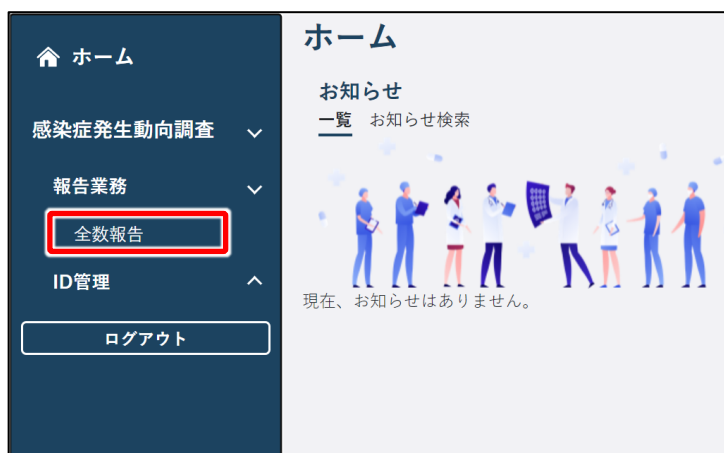 ホーム
感染症発生動向調査
報告業務
全数報告
ID管理
ログアウト
ホーム
お知らせ
一覧 お知らせ検索
現在、お知らせはありません。